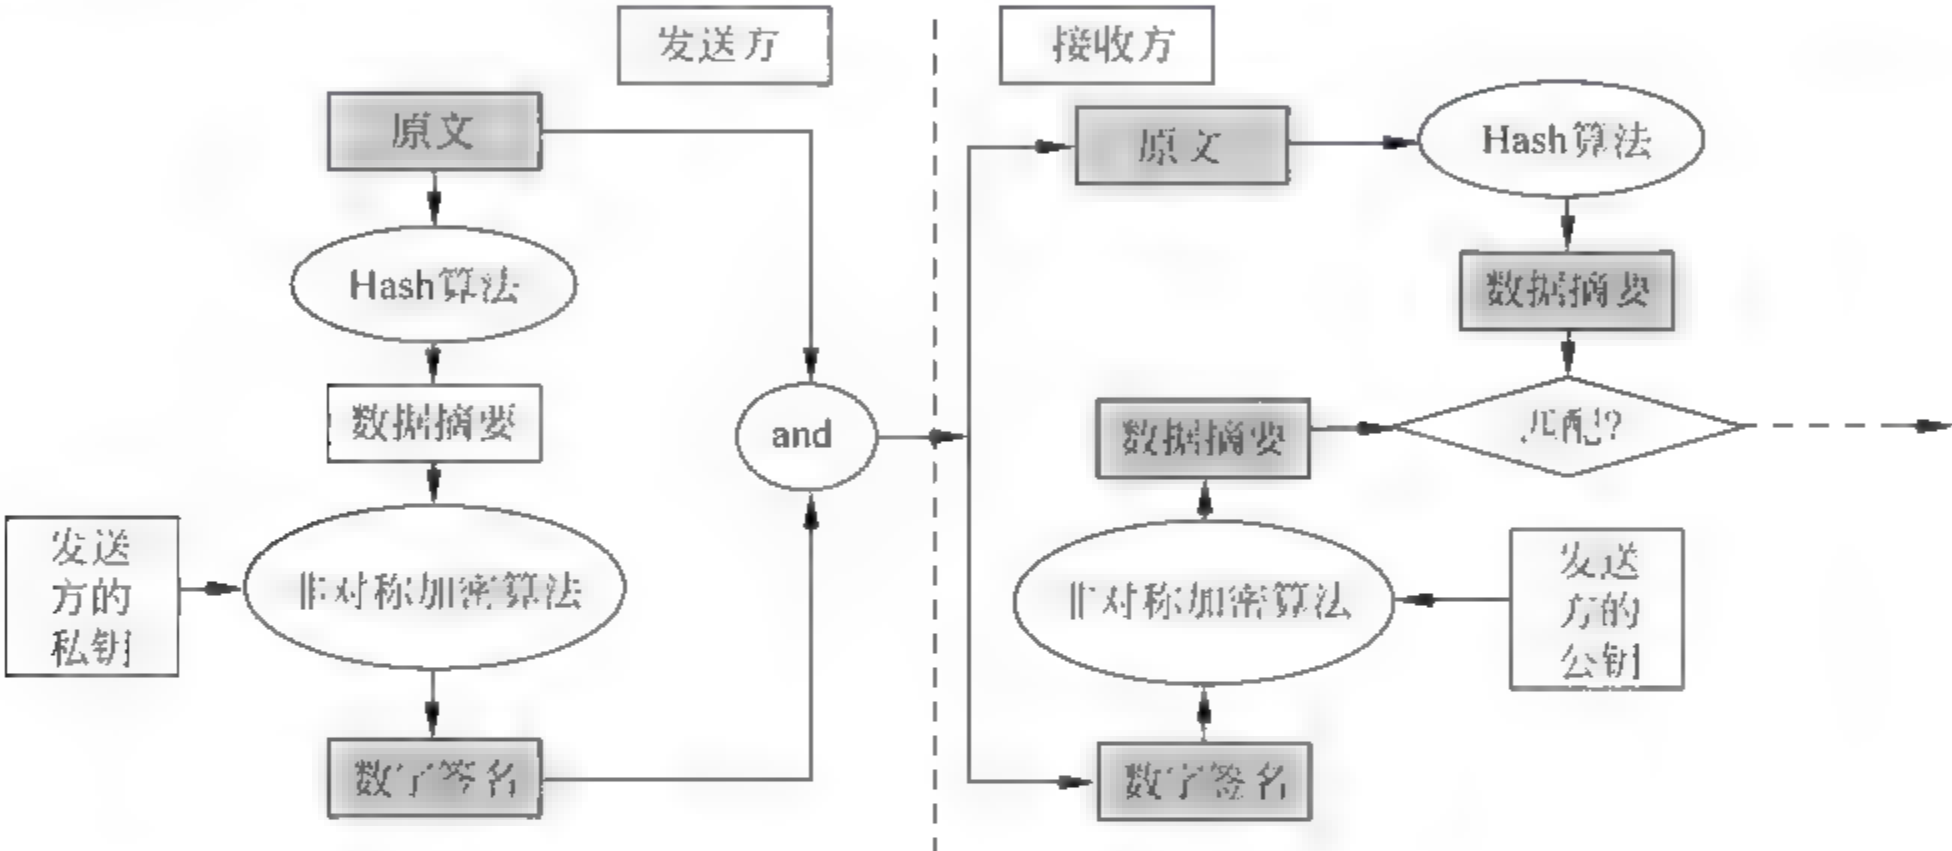 发送方
原文
Hash算法
数据摘要
发送
方的
私钥
非对称加密算法
数字签名
and
接收方
原文
Hash算法
数据摘要
匹配?
数据摘要
非对称加密算法
发送
方的
公钥
数字签名